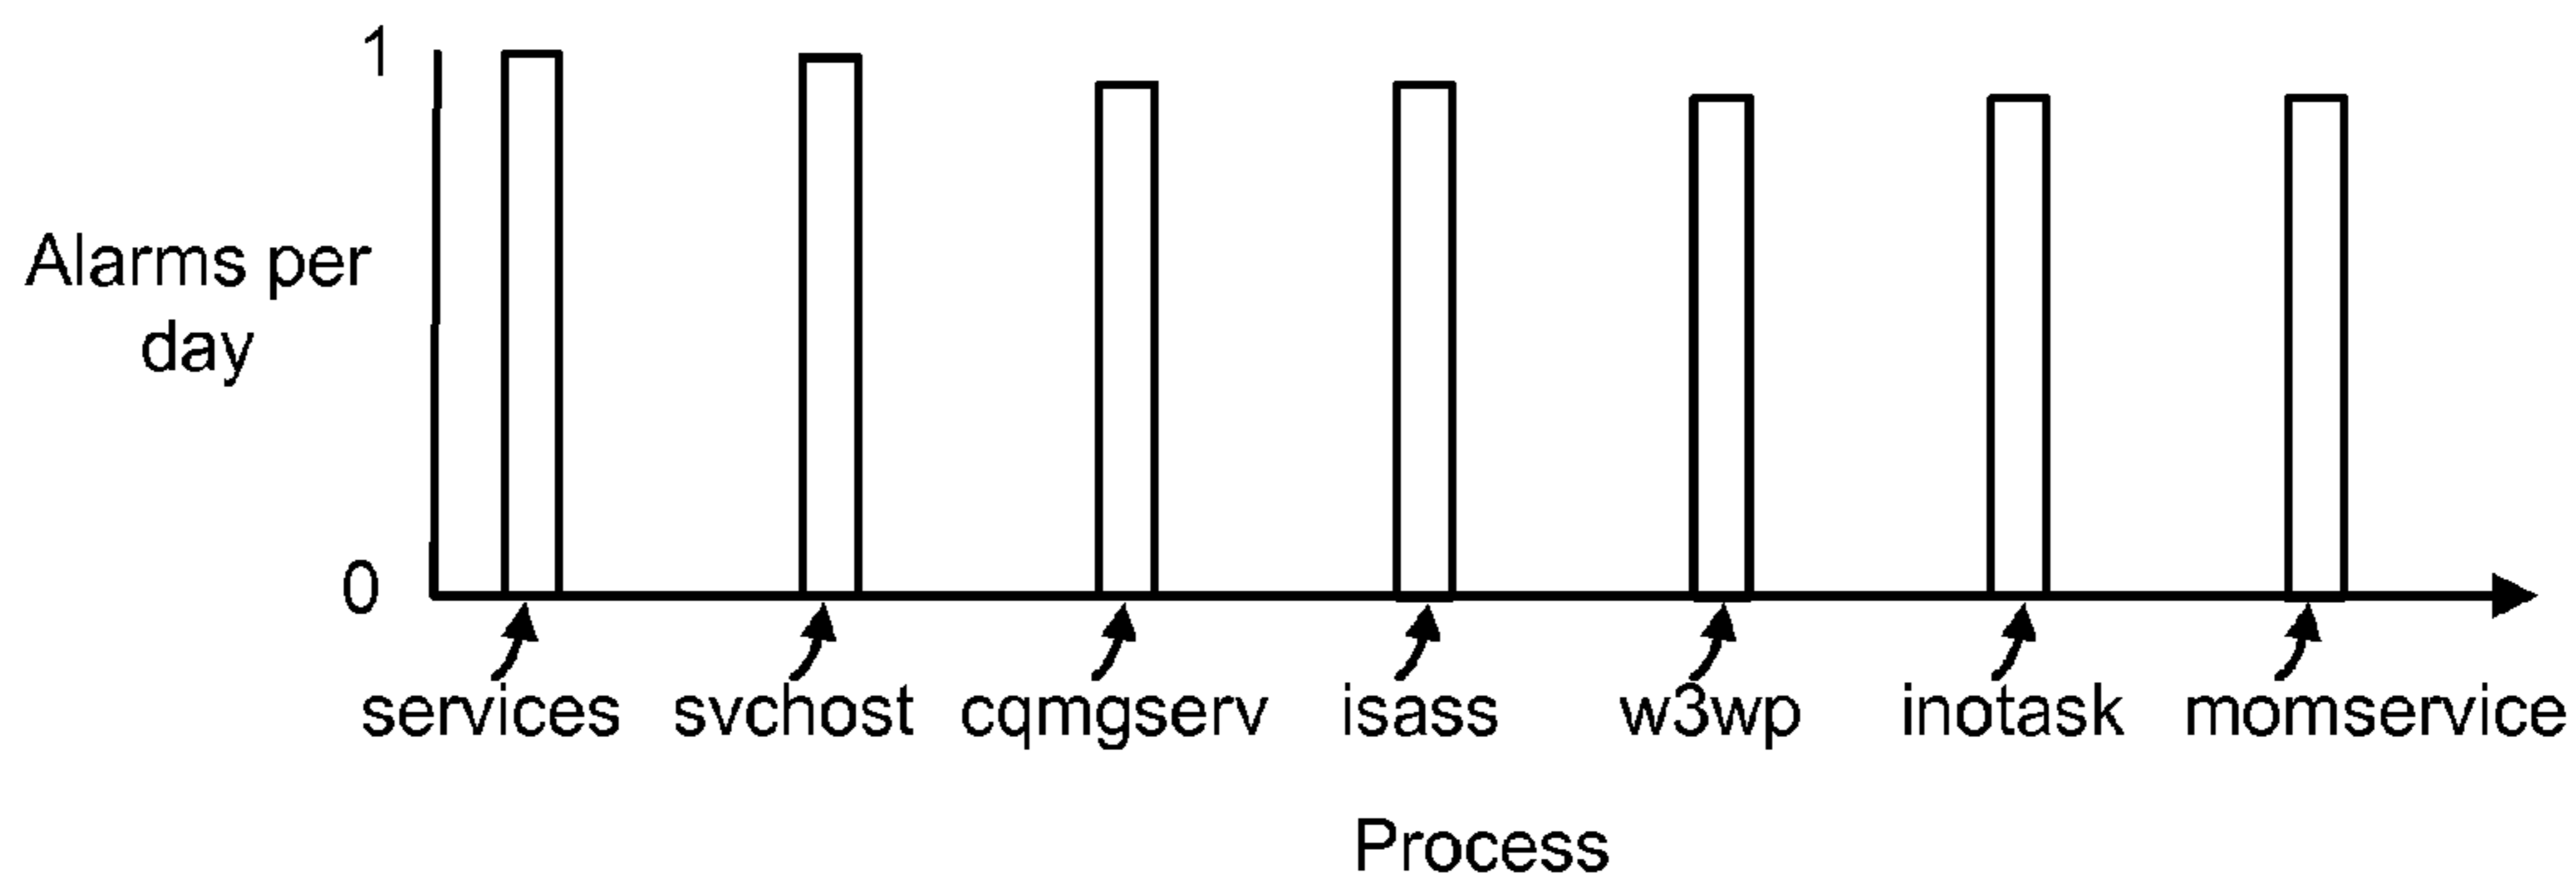 1
Alarms per
day
0
services svchost cqmgserv isass w3wp inotask momservice
Process